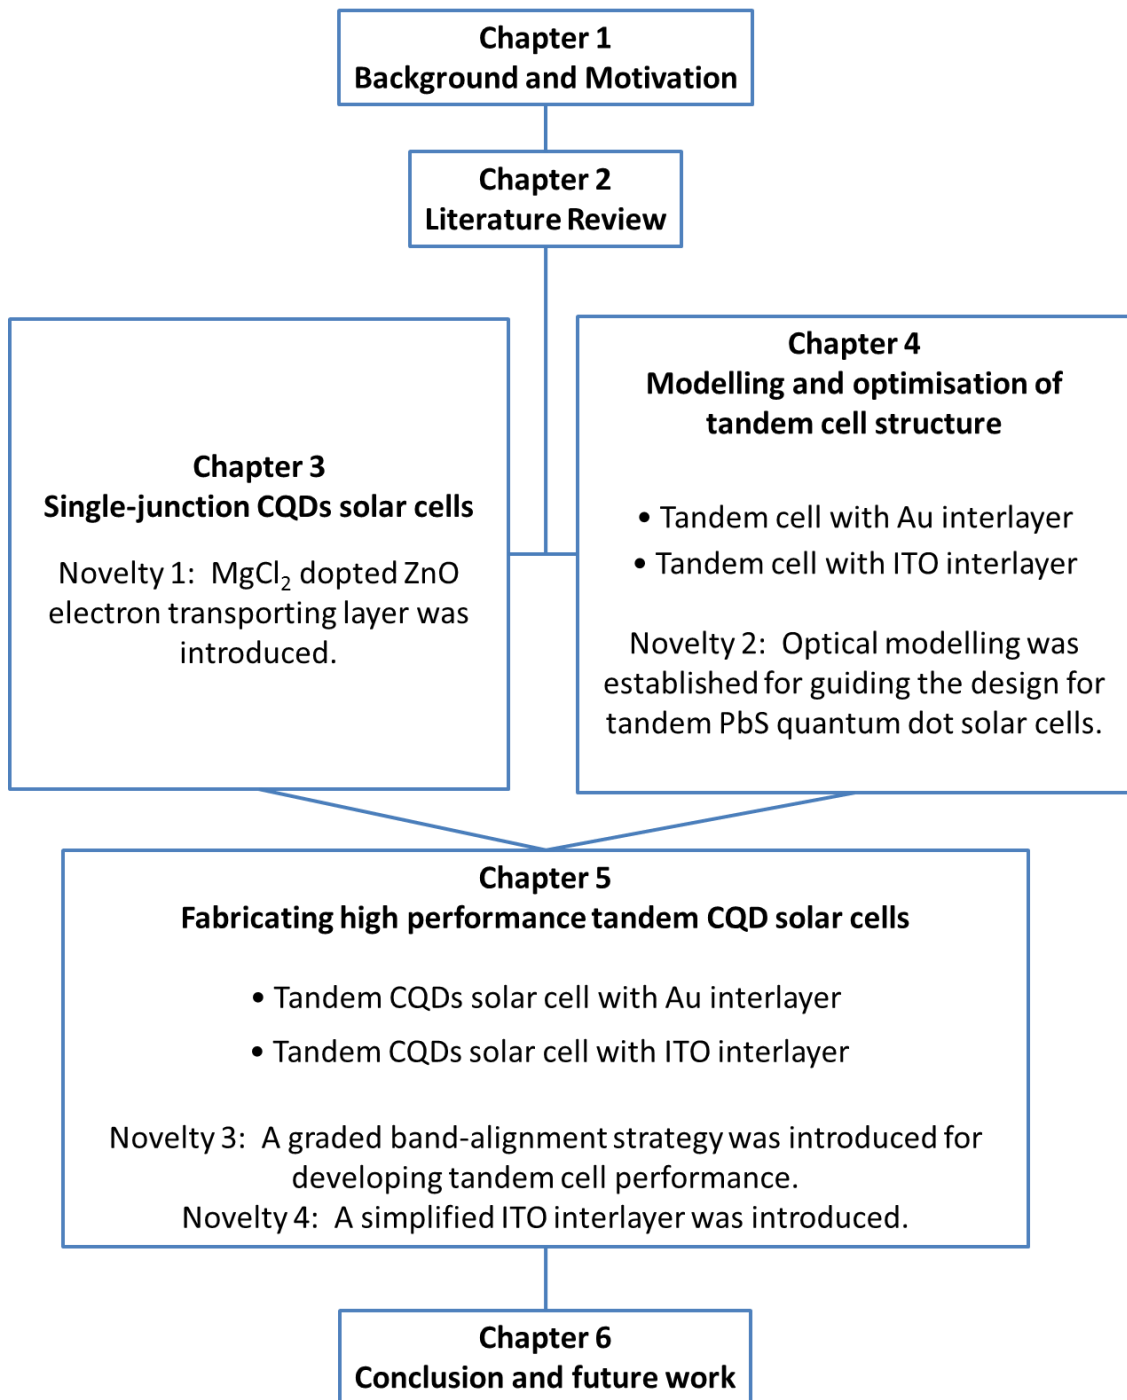 Chapter 1
Background and Motivation
Chapter 2
Literature Review
Chapter 3
Single-junction CQDs solar cells
Novelty 1: MgCl₂ dopted ZnO
electron transporting layer was
introduced.
Chapter 4
Modelling and optimisation of
tandem cell structure
• Tandem cell with Au interlayer
• Tandem cell with ITO interlayer
Novelty 2: Optical modelling was
established for guiding the design for
tandem PbS quantum dot solar cells.
Chapter 5
Fabricating high performance tandem CQD solar cells
• Tandem CQDs solar cell with Au interlayer
• Tandem CQDs solar cell with ITO interlayer
Novelty 3: A graded band-alignment strategy was introduced for
developing tandem cell performance.
Novelty 4: A simplified ITO interlayer was introduced.
Chapter 6
Conclusion and future work